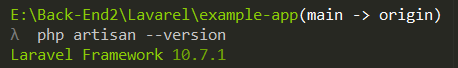 E:\Back-End2\Lavarel\example-app(main -> origin)
λ  php artisan --version
Laravel Framework 10.7.1